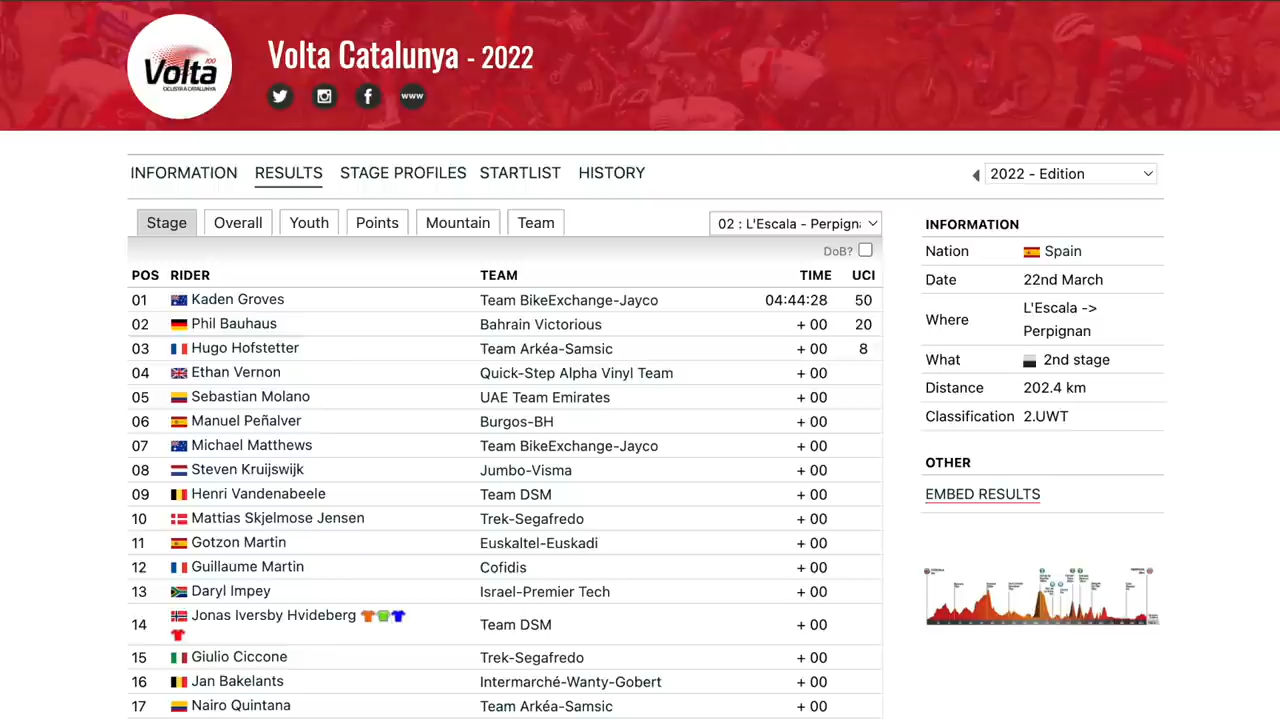 Volta 100
CICLISTA A CATALUNYA
Volta Catalunya - 2022
www
INFORMATION RESULTS STAGE PROFILES STARTLIST HISTORY
2022 - Edition
Stage Overall Youth Points Mountain Team
02 : L'Escala - Perpign
DoB?
POS RIDER TEAM TIME UCI
01 Kaden Groves Team BikeExchange-Jayco 04:44:28 50
02 Phil Bauhaus Bahrain Victorious + 00 20
03 Hugo Hofstetter Team Arkéa-Samsic + 00 8
04 Ethan Vernon Quick-Step Alpha Vinyl Team + 00
05 Sebastian Molano UAE Team Emirates + 00
06 Manuel Peñalver Burgos-BH + 00
07 Michael Matthews Team BikeExchange-Jayco + 00
08 Steven Kruijswijk Jumbo-Visma + 00
09 Henri Vandenabeele Team DSM + 00
10 Mattias Skjelmose Jensen Trek-Segafredo + 00
11 Gotzon Martin Euskaltel-Euskadi + 00
12 Guillaume Martin Cofidis + 00
13 Daryl Impey Israel-Premier Tech + 00
14 Jonas Iversby Hvideberg Team DSM + 00
15 Giulio Ciccone Trek-Segafredo + 00
16 Jan Bakelants Intermarché-Wanty-Gobert + 00
17 Nairo Quintana Team Arkéa-Samsic + 00
INFORMATION
Nation Spain
Date 22nd March
Where L'Escala ->
Perpignan
What 2nd stage
Distance 202.4 km
Classification 2.UWT
OTHER
EMBED RESULTS